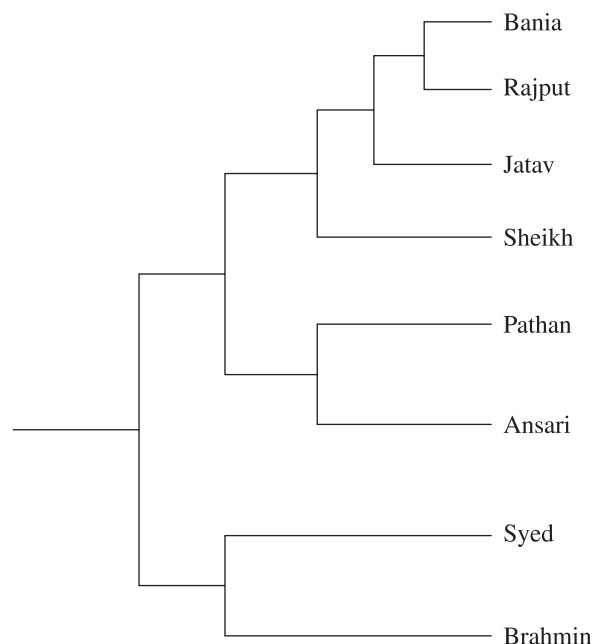 Bania
Rajput
Jatav
Sheikh
Pathan
Ansari
Syed
Brahmin